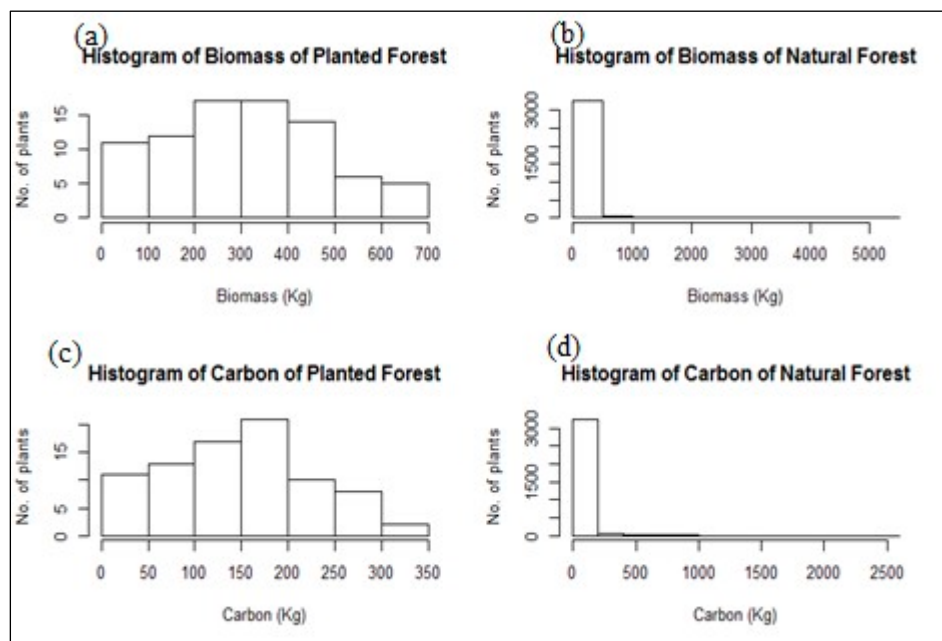 (a)
Histogram of Biomass of Planted Forest
No. of plants
0 5 10 15
0 100 200 300 400 500 600 700
Biomass (Kg)
(b)
Histogram of Biomass of Natural Forest
No. of plants
0 1500 3000
0 1000 2000 3000 4000 5000
Biomass (Kg)
(c)
Histogram of Carbon of Planted Forest
No. of plants
0 5 15
0 50 100 150 200 250 300 350
Carbon (Kg)
(d)
Histogram of Carbon of Natural Forest
No. of plants
0 1500 3000
0 500 1000 1500 2000 2500
Carbon (Kg)